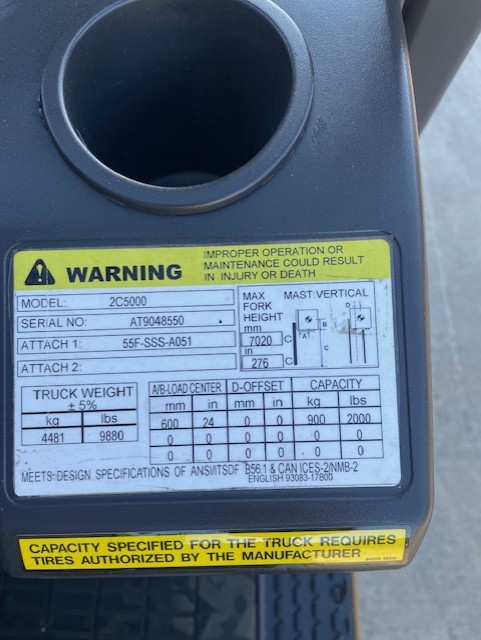 WARNING
IMPROPER OPERATION OR
MAINTENANCE COULD RESULT
IN INJURY OR DEATH
MODEL: 2C5000
SERIAL NO: AT9048550
ATTACH 1: 55F-SSS-A051
ATTACH 2:
MAX
FORK
HEIGHT
mm
7020 C
in
276 C
MAST:VERTICAL
D
B
A
C
TRUCK WEIGHT
± 5%
kg lbs
4481 9880
A/B-LOAD CENTER D-OFFSET CAPACITY
mm in mm in kg lbs
600 24 0 0 900 2000
0 0 0 0 0 0
0 0 0 0 0 0
MEETS DESIGN SPECIFICATIONS OF ANSI/ITSDF B56.1 & CAN ICES-2/NMB-2
ENGLISH 93083-17800
CAPACITY SPECIFIED FOR THE TRUCK REQUIRES
TIRES AUTHORIZED BY THE MANUFACTURER